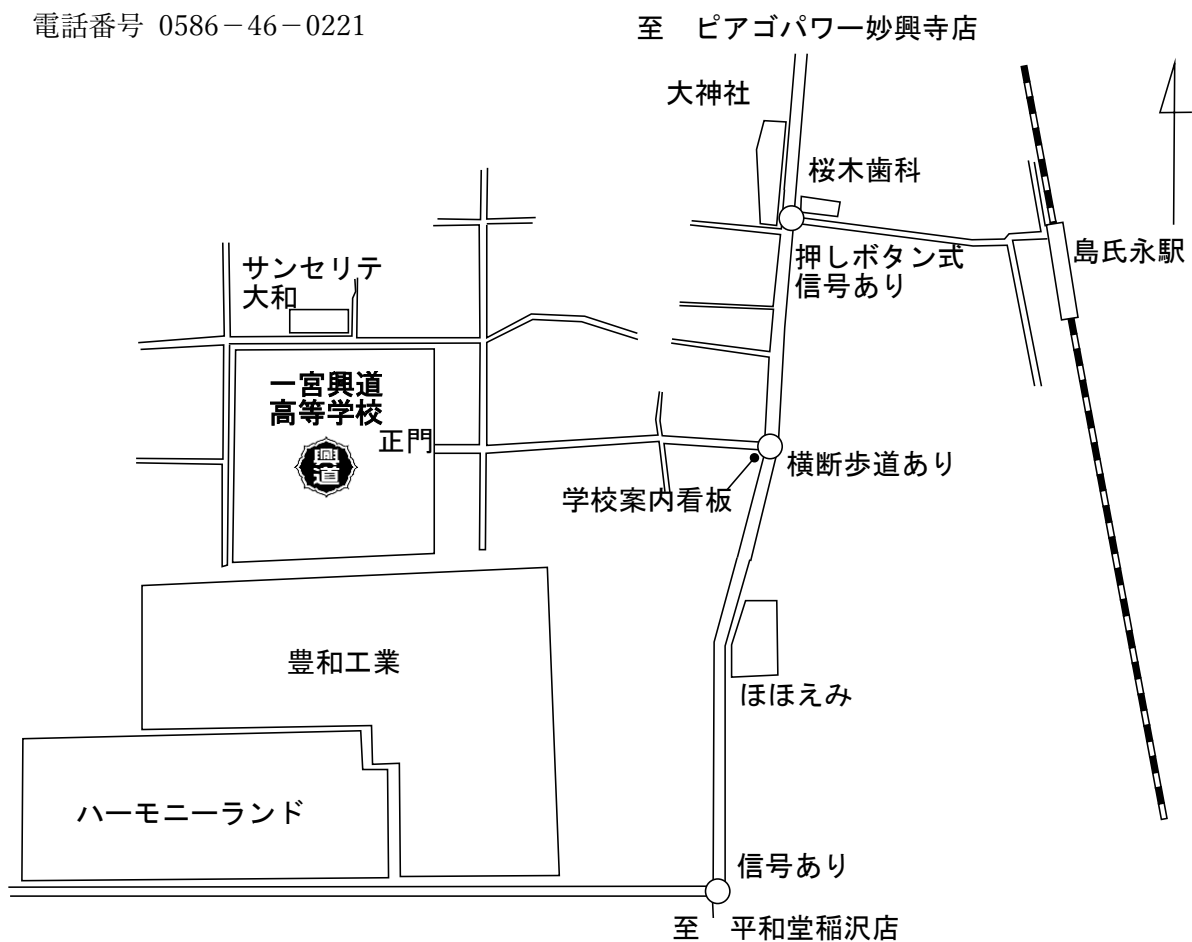 電話番号 0586－46－0221
至　ピアゴパワー妙興寺店
大神社
桜木歯科
島氏永駅
押しボタン式
信号あり
サンセリテ
大和
一宮興道
高等学校
正門
興
道
横断歩道あり
学校案内看板
豊和工業
ほほえみ
ハーモニーランド
信号あり
至　平和堂稲沢店